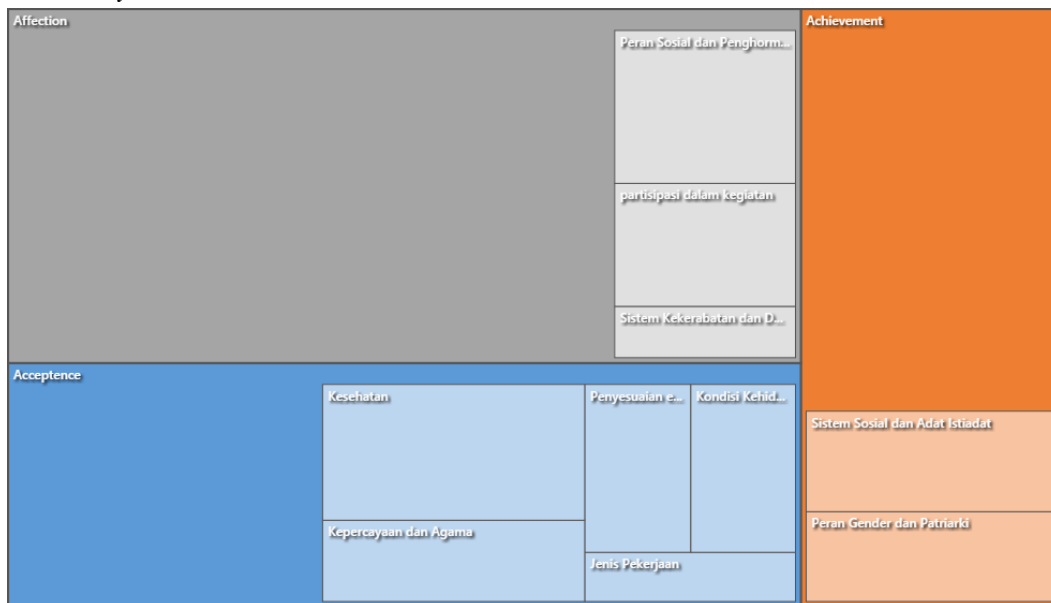 Affection
Achievement
Peran Sosial dan Penghorm...
partisipasi dalam kegiatan
Sistem Kekerabatan dan D...
Acceptence
Kesehatan
Penyesuaian e...
Kondisi Kehid...
Sistem Sosial dan Adat Istiadat
Kepercayaan dan Agama
Peran Gender dan Patriarki
Jenis Pekerjaan